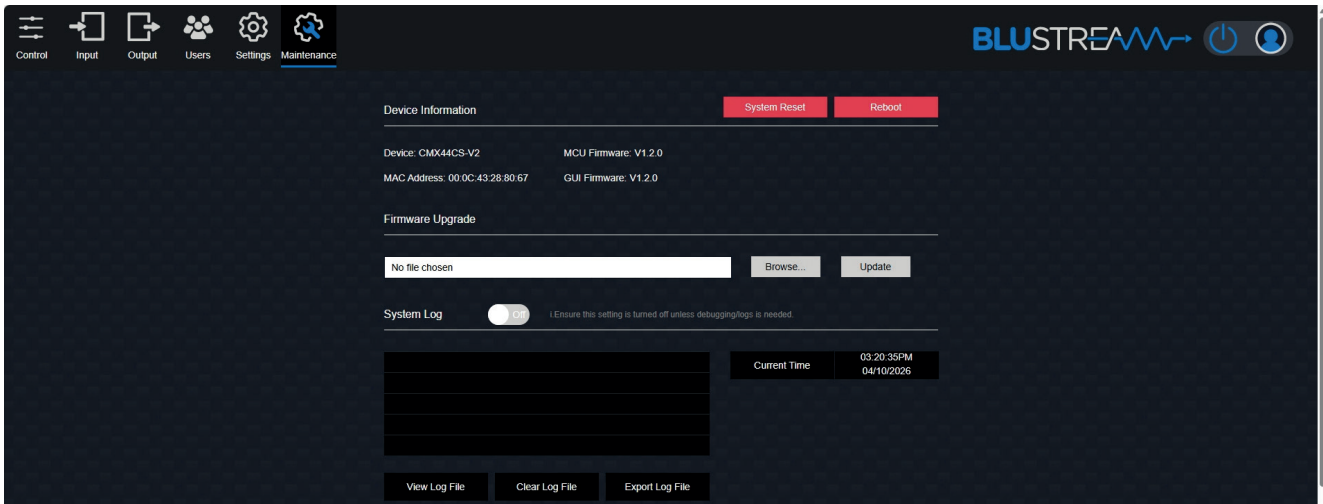 Control Input Output Users Settings Maintenance
BLUSTREAM
Device Information System Reset Reboot
Device: CMX44CS-V2 MCU Firmware: V1.2.0
MAC Address: 00:0C:43:28:80:67 GUI Firmware: V1.2.0
Firmware Upgrade
No file chosen Browse... Update
System Log Off i.Ensure this setting is turned off unless debugging/logs is needed.
Current Time 03:20:35PM
04/10/2026
View Log File Clear Log File Export Log File